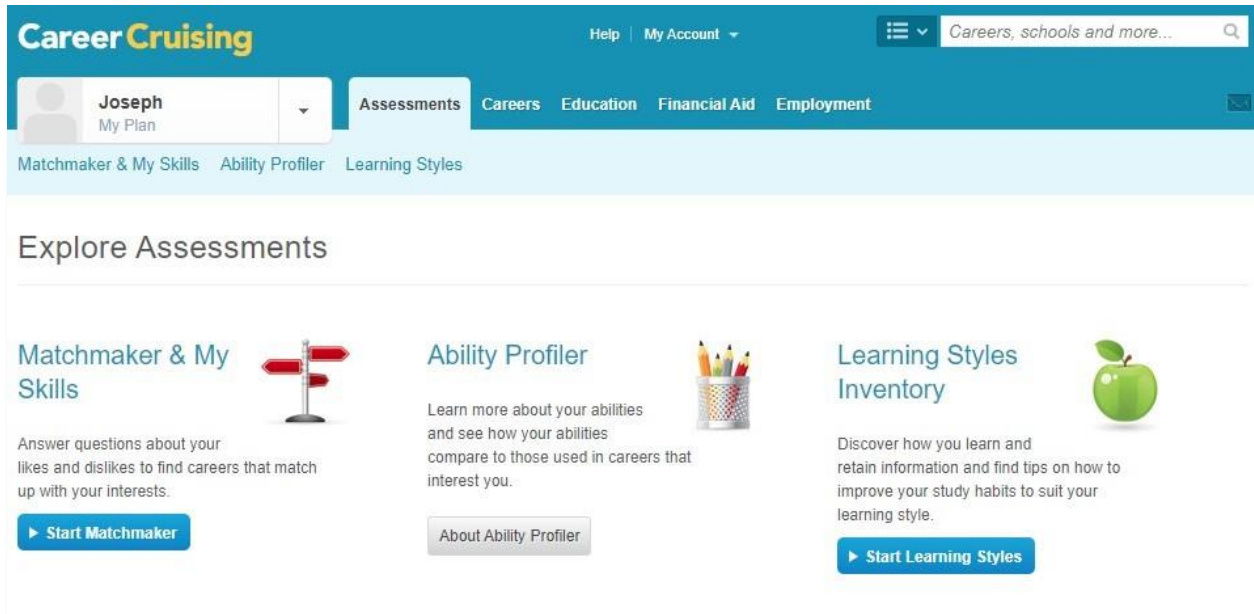 CareerCruising
Help | My Account
Careers, schools and more...
Joseph
My Plan
Assessments Careers Education Financial Aid Employment
Matchmaker & My Skills Ability Profiler Learning Styles
Explore Assessments
Matchmaker & My
Skills
Answer questions about your
likes and dislikes to find careers that match
up with your interests.
Start Matchmaker
Ability Profiler
Learn more about your abilities
and see how your abilities
compare to those used in careers that
interest you.
About Ability Profiler
Learning Styles
Inventory
Discover how you learn and
retain information and find tips on how to
improve your study habits to suit your
learning style.
Start Learning Styles